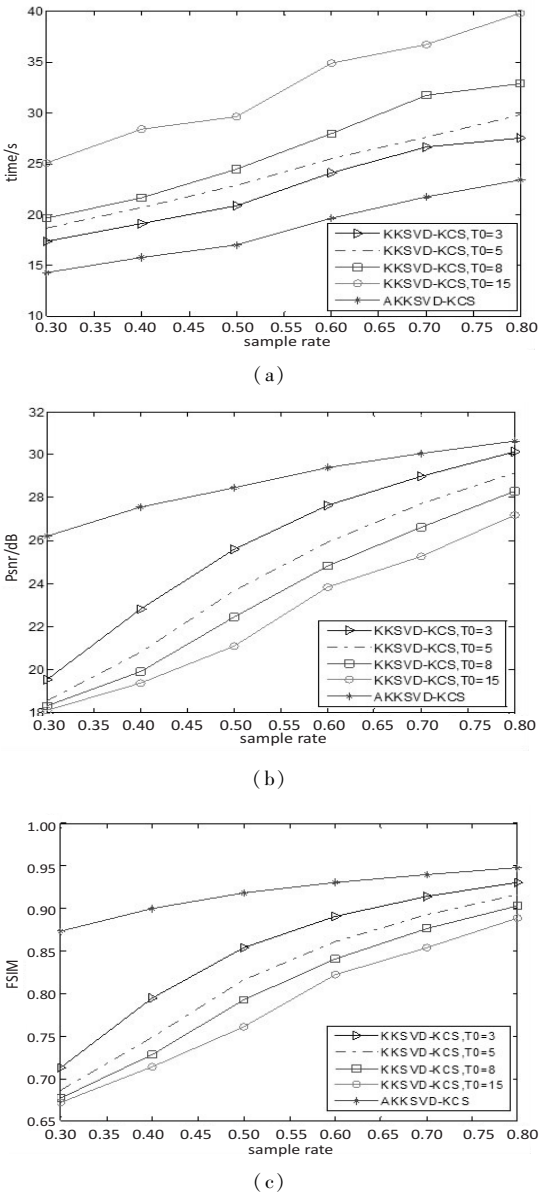 40
35
30
25
20
15
10
time/s
KKSVD-KCS,T0=3
KKSVD-KCS,T0=5
KKSVD-KCS,T0=8
KKSVD-KCS,T0=15
AKKSVD-KCS
0.30 0.35 0.40 0.45 0.50 0.55 0.60 0.65 0.70 0.75 0.80
sample rate
(a)
32
30
28
26
24
22
20
18
Psnr/dB
KKSVD-KCS,T0=3
KKSVD-KCS,T0=5
KKSVD-KCS,T0=8
KKSVD-KCS,T0=15
AKKSVD-KCS
0.30 0.35 0.40 0.45 0.50 0.55 0.60 0.65 0.70 0.75 0.80
sample rate
(b)
1.00
0.95
0.90
0.85
0.80
0.75
0.70
0.65
FSIM
KKSVD-KCS,T0=3
KKSVD-KCS,T0=5
KKSVD-KCS,T0=8
KKSVD-KCS,T0=15
AKKSVD-KCS
0.30 0.35 0.40 0.45 0.50 0.55 0.60 0.65 0.70 0.75 0.80
sample rate
(c)